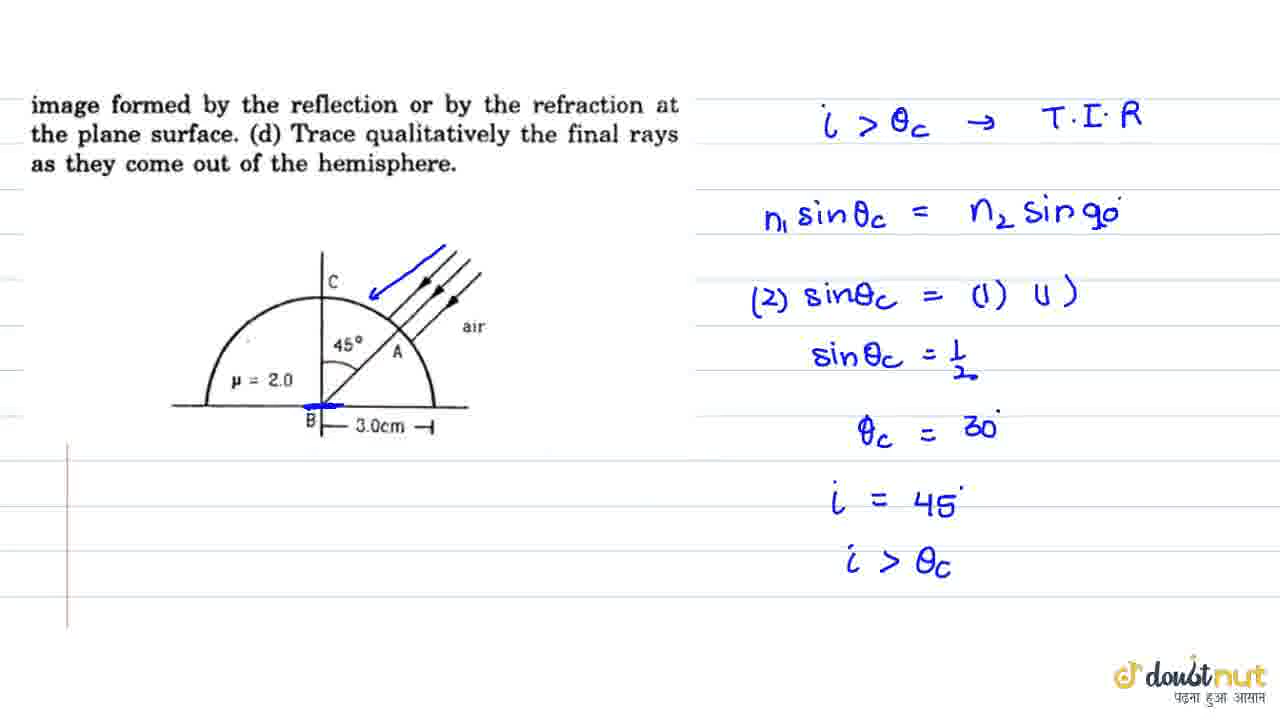 image formed by the reflection or by the refraction at
the plane surface. (d) Trace qualitatively the final rays
as they come out of the hemisphere.
C
air
45°
A
μ = 2.0
B
3.0cm
i > θc → T.I.R
n1 sinθc = n2 sin90°
(2) sinθc = (1) (1)
sinθc = 1/2
θc = 30°
i = 45°
i > θc
doubtnut
पढ़ना हुआ आसान